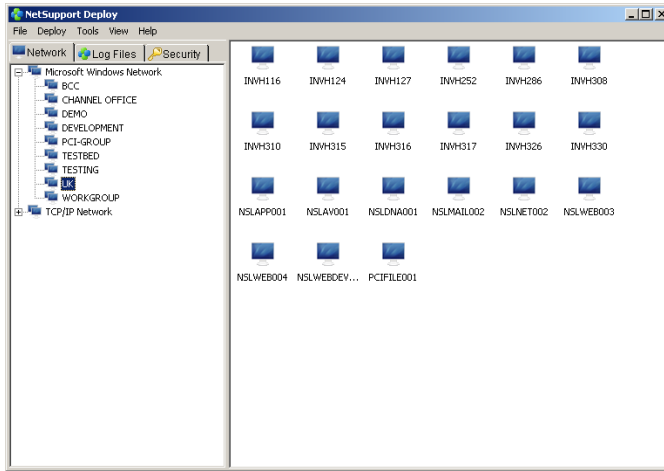 NetSupport Deploy
File Deploy Tools View Help
Network Log Files Security
Microsoft Windows Network
BCC
CHANNEL OFFICE
DEMO
DEVELOPMENT
PCI-GROUP
TESTBED
TESTING
UK
WORKGROUP
TCP/IP Network
INVH116 INVH124 INVH127 INVH252 INVH286 INVH308
INVH310 INVH315 INVH316 INVH317 INVH326 INVH330
NSLAPP001 NSLAV001 NSLDNA001 NSLMAIL002 NSLNET002 NSLWEB003
NSLWEB004 NSLWEBDEV... PCIFILE001